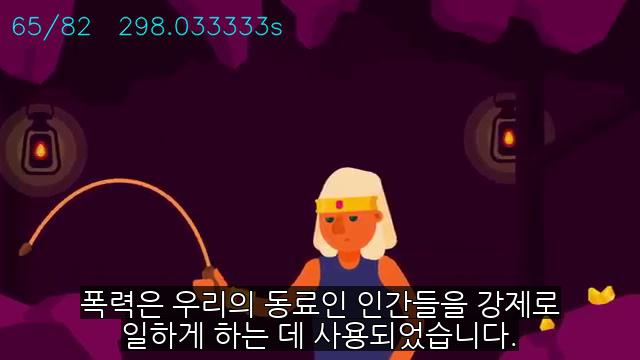 65/82 298.033333s
폭력은 우리의 동료인 인간들을 강제로
일하게 하는 데 사용되었습니다.